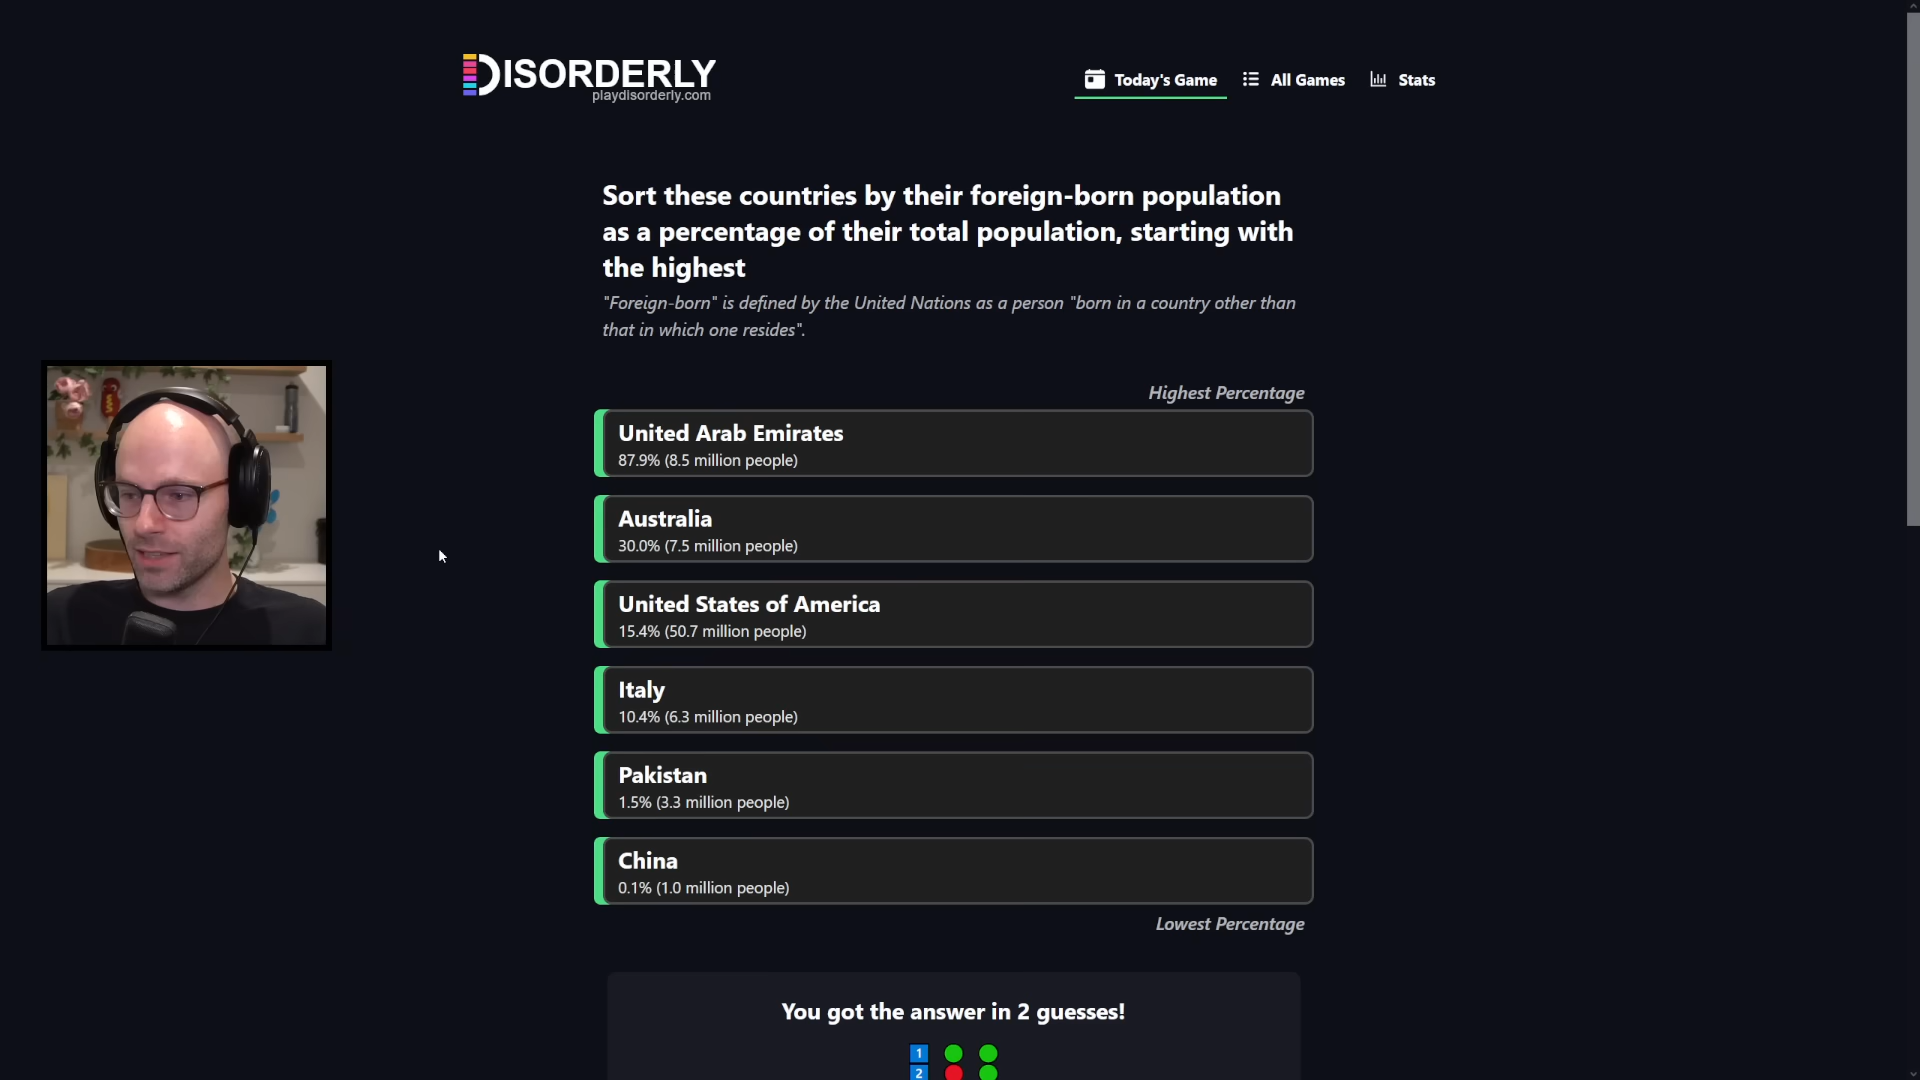 DISORDERLY
playdisorderly.com
Today's Game
All Games
Stats
Sort these countries by their foreign-born population
as a percentage of their total population, starting with
the highest
"Foreign-born" is defined by the United Nations as a person "born in a country other than
that in which one resides".
Highest Percentage
United Arab Emirates
87.9% (8.5 million people)
Australia
30.0% (7.5 million people)
United States of America
15.4% (50.7 million people)
Italy
10.4% (6.3 million people)
Pakistan
1.5% (3.3 million people)
China
0.1% (1.0 million people)
Lowest Percentage
You got the answer in 2 guesses!
1
2